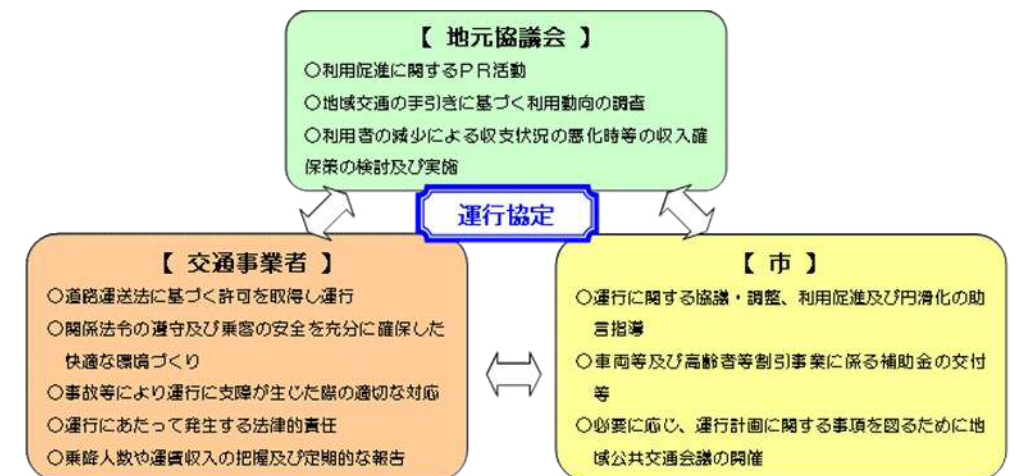 【 地元協議会 】
○利用促進に関するPR活動
○地域交通の手引きに基づく利用動向の調査
○利用者の減少による収支状況の悪化時等の収入確
保策の検討及び実施
運行協定
【 交通事業者 】
○道路運送法に基づく許可を取得し運行
○関係法令の遵守及び乗客の安全を充分に確保した
快適な環境づくり
○事故等により運行に支障が生じた際の適切な対応
○運行にあたって発生する法律的責任
○乗降人数や運賃収入の把握及び定期的な報告
【 市 】
○運行に関する協議・調整、利用促進及び円滑化の助
言指導
○車両等及び高齢者等割引事業に係る補助金の交付
等
○必要に応じ、運行計画に関する事項を図るために地
域公共交通会議の開催